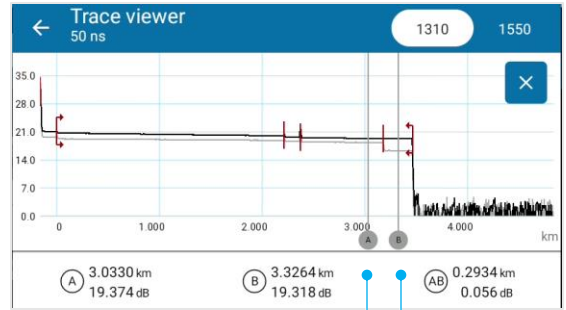 Trace viewer
50 ns
1310
1550
35.0
28.0
21.0
14.0
7.0
0.0
0 1.000 2.000 3.000 4.000
A B
km
A 3.0330 km
19.374 dB
B 3.3264 km
19.318 dB
AB 0.2934 km
0.056 dB